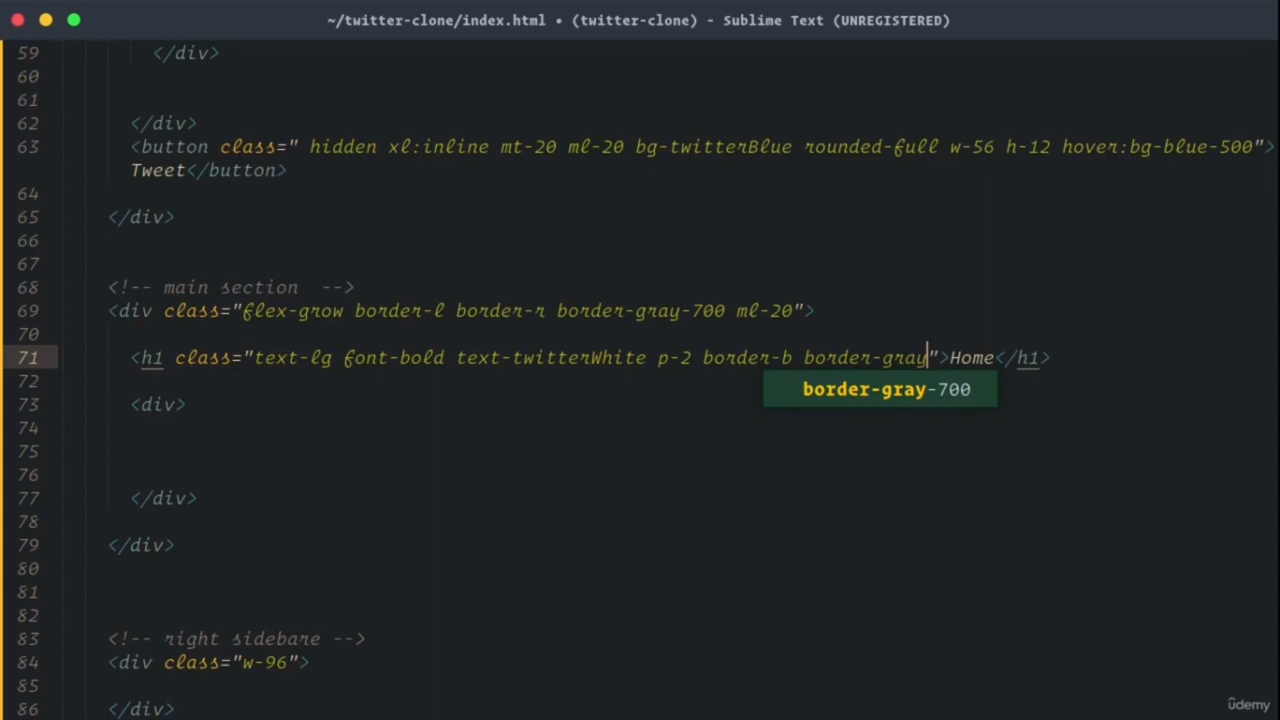 ~/twitter-clone/index.html • (twitter-clone) - Sublime Text (UNREGISTERED)
59 </div>
60
61
62 </div>
63 <button class=" hidden xl:inline mt-20 ml-20 bg-twitterBlue rounded-full w-56 h-12 hover:bg-blue-500">
Tweet</button>
64
65 </div>
66
67
68 <!-- main section  -->
69 <div class="flex-grow border-l border-r border-gray-700 ml-20">
70
71 <h1 class="text-lg font-bold text-twitterWhite p-2 border-b border-gray">Home</h1>
72
border-gray-700
73 <div>
74
75
76
77 </div>
78
79 </div>
80
81
82
83 <!-- right sidebare -->
84 <div class="w-96">
85
86 </div>
ûdemy